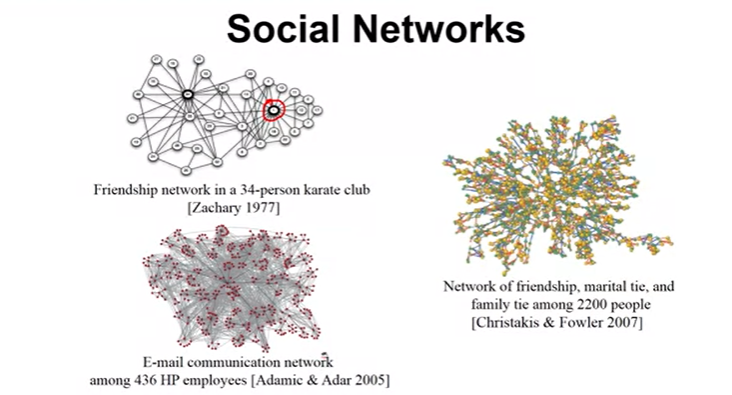 Social Networks
Friendship network in a 34-person karate club
[Zachary 1977]
Network of friendship, marital tie, and
family tie among 2200 people
[Christakis & Fowler 2007]
E-mail communication network
among 436 HP employees [Adamic & Adar 2005]